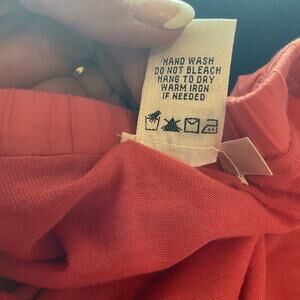 HAND WASH
DO NOT BLEACH
HANG TO DRY
WARM IRON
IF NEEDED